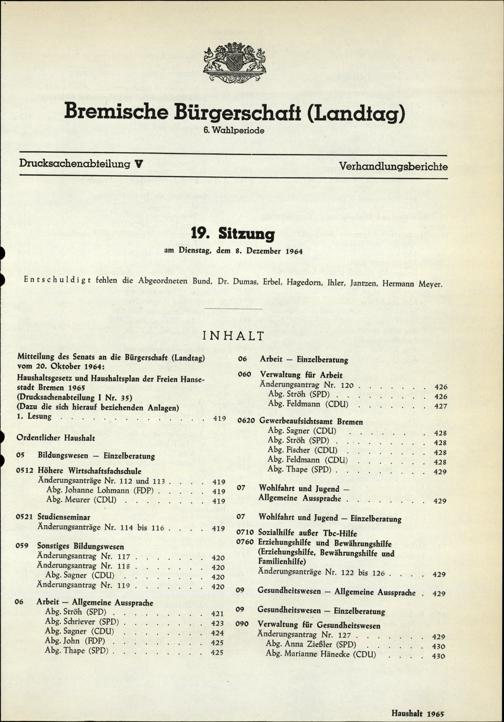 Bremische Bürgerschaft (Landtag)
6. Wahlperiode
Drucksachenabteilung V
Verhandlungsberichte
19. Sitzung
am Dienstag, dem 8. Dezember 1964
Entschuldigt fehlen die Abgeordneten Bund, Dr. Dumas, Erbel, Hagedorn, Ihler, Jantzen, Hermann Meyer.
INHALT
Mitteilung des Senats an die Bürgerschaft (Landtag)
vom 20. Oktober 1964:
Haushaltsgesetz und Haushaltsplan der Freien Hanse-
stadt Bremen 1965
(Drucksachenabteilung I Nr. 35)
(Dazu die sich hierauf beziehenden Anlagen)
1. Lesung . . . . . . . . . . . . . . 419
Ordentlicher Haushalt
05 Bildungswesen — Einzelberatung
0512 Höhere Wirtschaftsfachschule
Änderungsanträge Nr. 112 und 113 . . . . . 419
Abg. Johanne Lohmann (FDP) . . . . . . 419
Abg. Meurer (CDU) . . . . . . . . . 419
0521 Studienseminar
Änderungsanträge Nr. 114 bis 116 . . . . 419
059 Sonstiges Bildungswesen
Änderungsantrag Nr. 117 . . . . . . . . 420
Änderungsantrag Nr. 118 . . . . . . . . 420
Abg. Sagner (CDU) . . . . . . . . . 420
Änderungsantrag Nr. 119 . . . . . . . . 420
06 Arbeit — Allgemeine Aussprache
Abg. Ströh (SPD) . . . . . . . . . . 421
Abg. Schriever (SPD) . . . . . . . . . 423
Abg. Sagner (CDU) . . . . . . . . . 424
Abg. John (FDP) . . . . . . . . . . 425
Abg. Thape (SPD) . . . . . . . . . . 425
06 Arbeit — Einzelberatung
060 Verwaltung für Arbeit
Änderungsantrag Nr. 120 . . . . . . . 426
Abg. Ströh (SPD) . . . . . . . . . 426
Abg. Feldmann (CDU) . . . . . . . . 427
0620 Gewerbeaufsichtsamt Bremen
Abg. Sagner (CDU) . . . . . . . . . 428
Abg. Ströh (SPD) . . . . . . . . . 428
Abg. Fischer (CDU) . . . . . . . . . 428
Abg. Feldmann (CDU) . . . . . . . . 428
Abg. Thape (SPD) . . . . . . . . . 429
07 Wohlfahrt und Jugend —
Allgemeine Aussprache . . . . . . . . 429
07 Wohlfahrt und Jugend — Einzelberatung
0710 Sozialhilfe außer Tbc-Hilfe
0760 Erziehungshilfe und Bewährungshilfe
(Erziehungshilfe, Bewährungshilfe und
Familienhilfe)
Änderungsanträge Nr. 122 bis 126 . . . . 429
09 Gesundheitswesen — Allgemeine Aussprache . 429
09 Gesundheitswesen — Einzelberatung
090 Verwaltung für Gesundheitswesen
Änderungsantrag Nr. 127 . . . . . . . 429
Abg. Anna Zießler (SPD) . . . . . . . 430
Abg. Marianne Hänecke (CDU) . . . . 430
Haushalt 1965